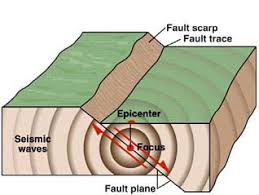 Fault scarp
Fault trace
Epicenter
Seismic
waves
Focus
Fault plane